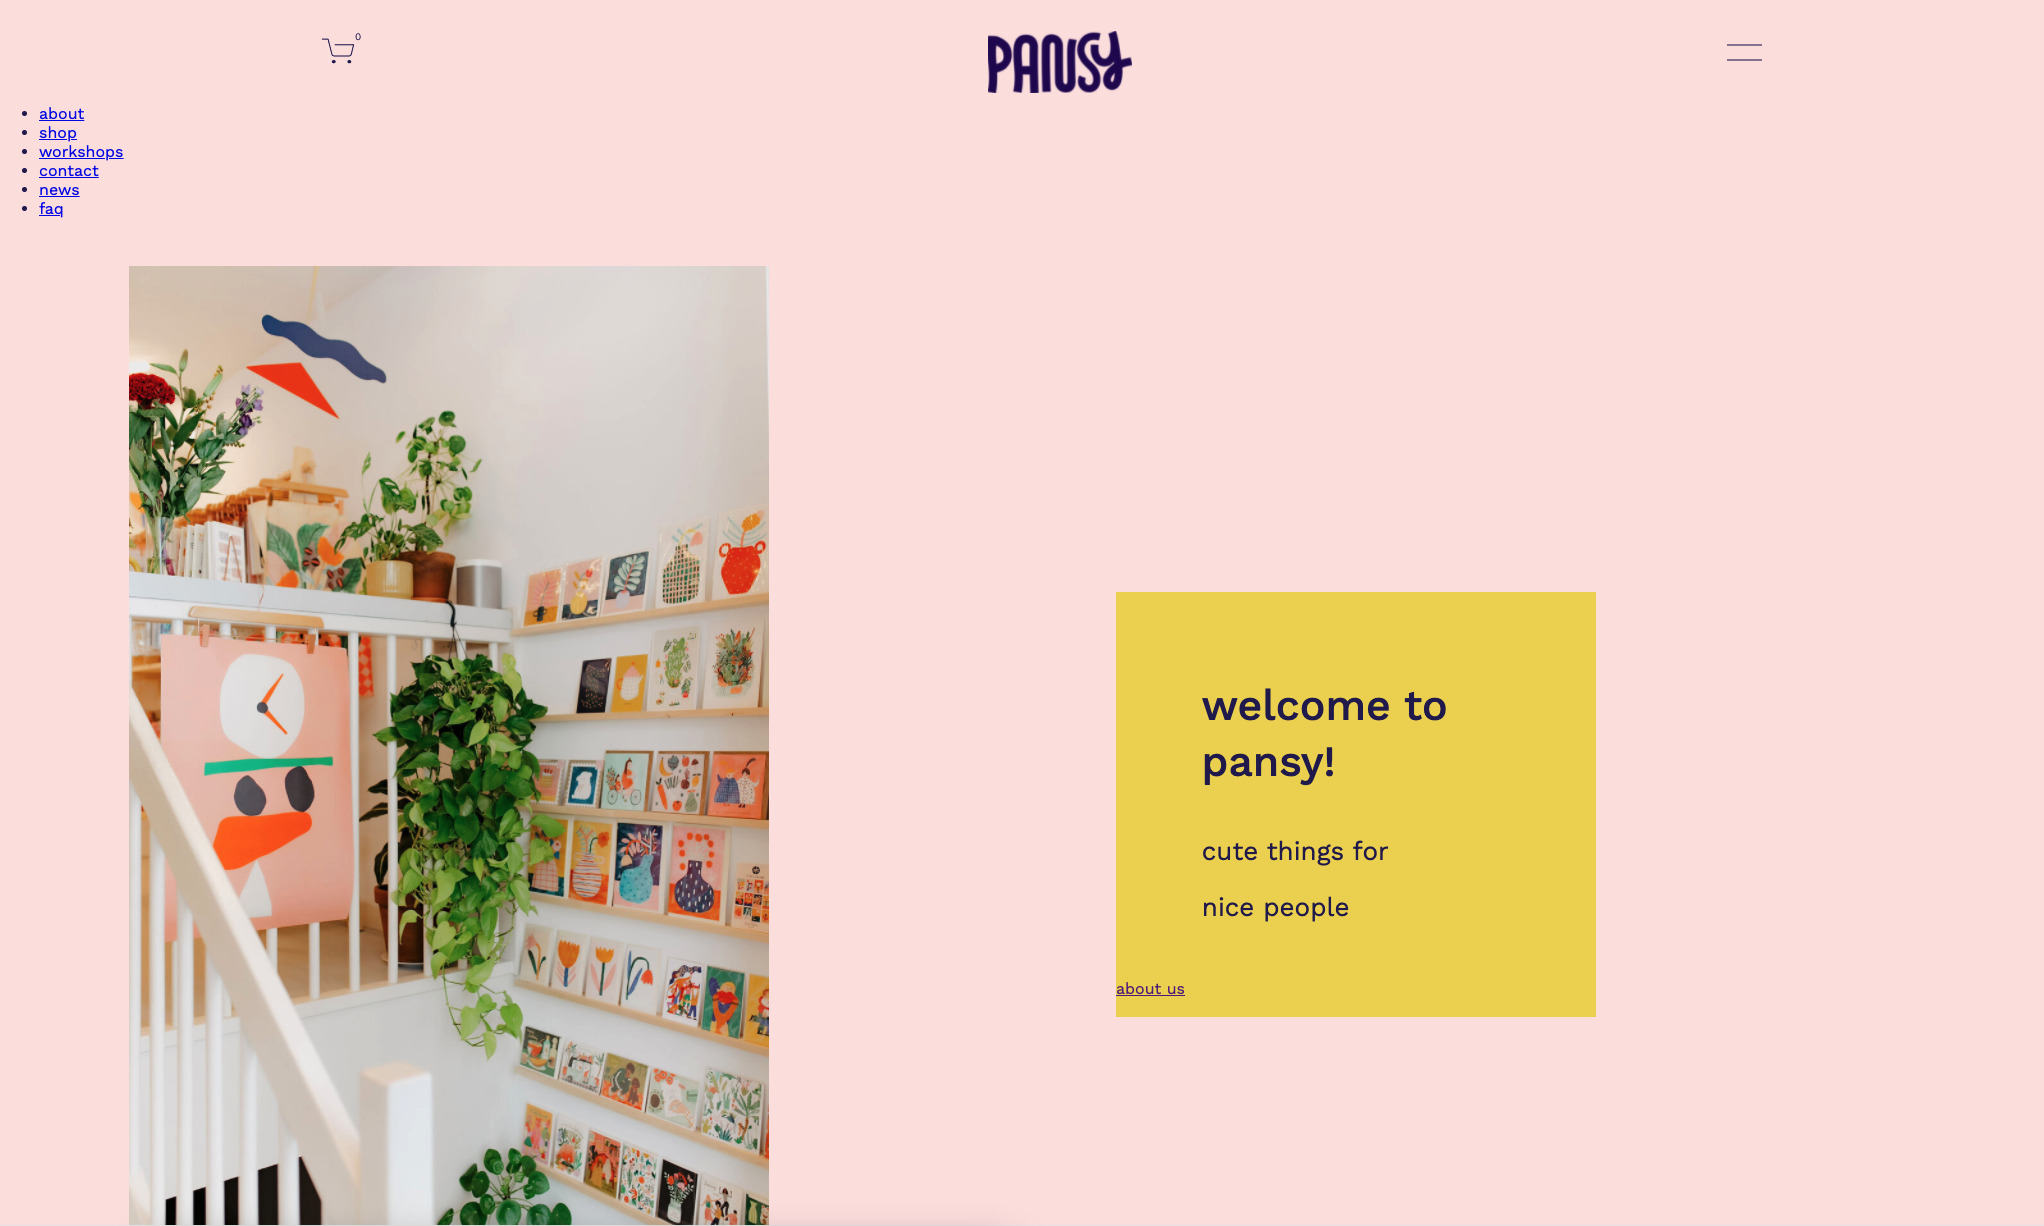 0
PANSY
about
shop
workshops
contact
news
faq
welcome to
pansy!
cute things for
nice people
about us